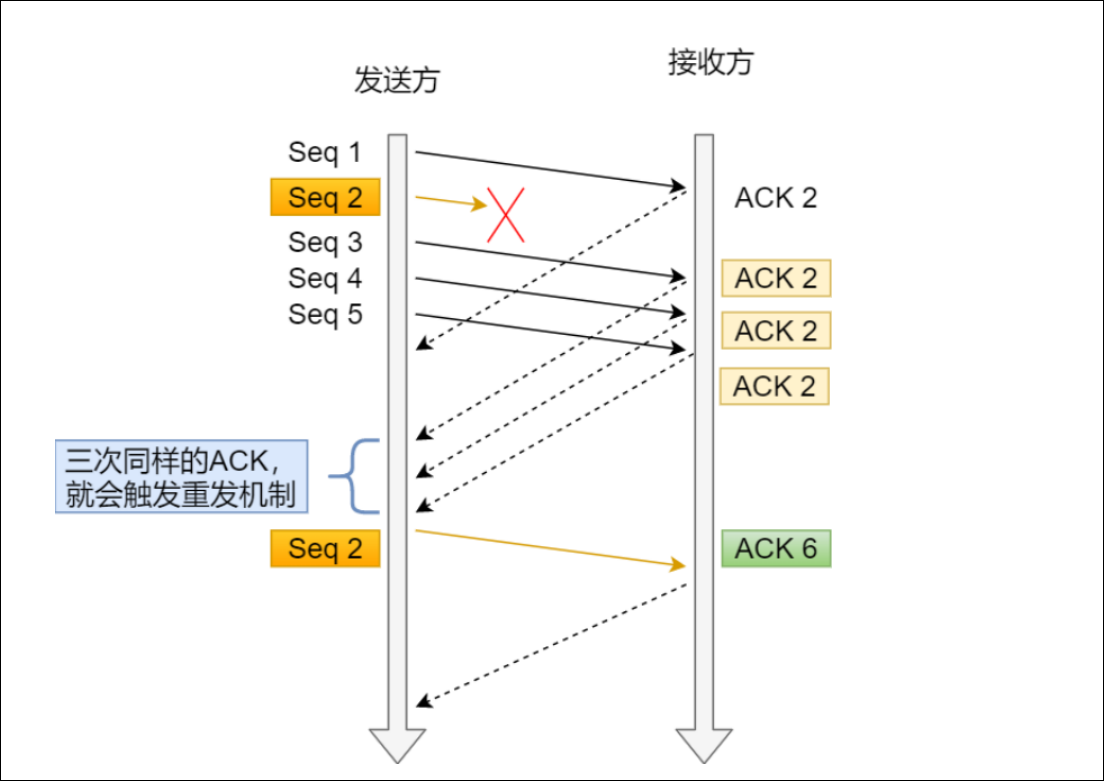 发送方
接收方
Seq 1
Seq 2
ACK 2
Seq 3
Seq 4
ACK 2
Seq 5
ACK 2
ACK 2
三次同样的ACK，
就会触发重发机制
Seq 2
ACK 6